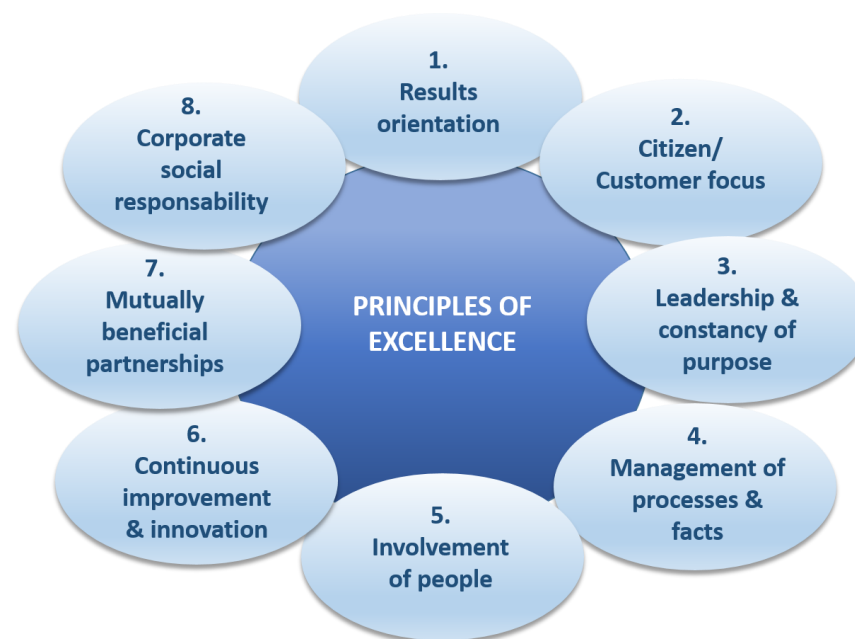 PRINCIPLES OF
EXCELLENCE
1.
Results
orientation
2.
Citizen/
Customer focus
3.
Leadership &
constancy of
purpose
4.
Management of
processes &
facts
5.
Involvement
of people
6.
Continuous
improvement
& innovation
7.
Mutually
beneficial
partnerships
8.
Corporate
social
responsability